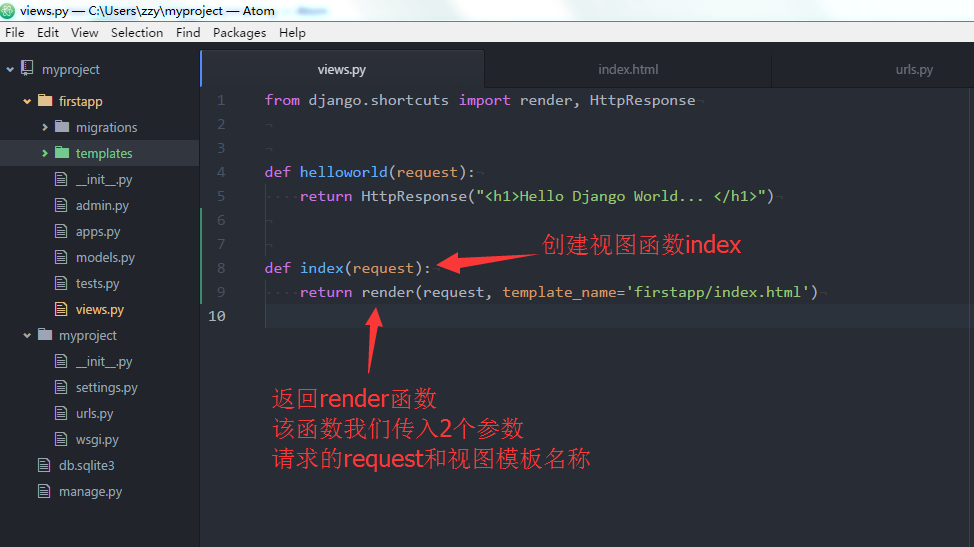 views.py — C:\Users\zzy\myproject — Atom
File Edit View Selection Find Packages Help
myproject
firstapp
migrations
templates
__init__.py
admin.py
apps.py
models.py
tests.py
views.py
myproject
__init__.py
settings.py
urls.py
wsgi.py
db.sqlite3
manage.py
views.py index.html urls.py
1 from django.shortcuts import render, HttpResponse
2
3
4 def helloworld(request):
5 return HttpResponse("<h1>Hello Django World... </h1>")
6
7
8 def index(request):
9 return render(request, template_name='firstapp/index.html')
10
创建视图函数index
返回render函数
该函数我们传入2个参数
请求的request和视图模板名称